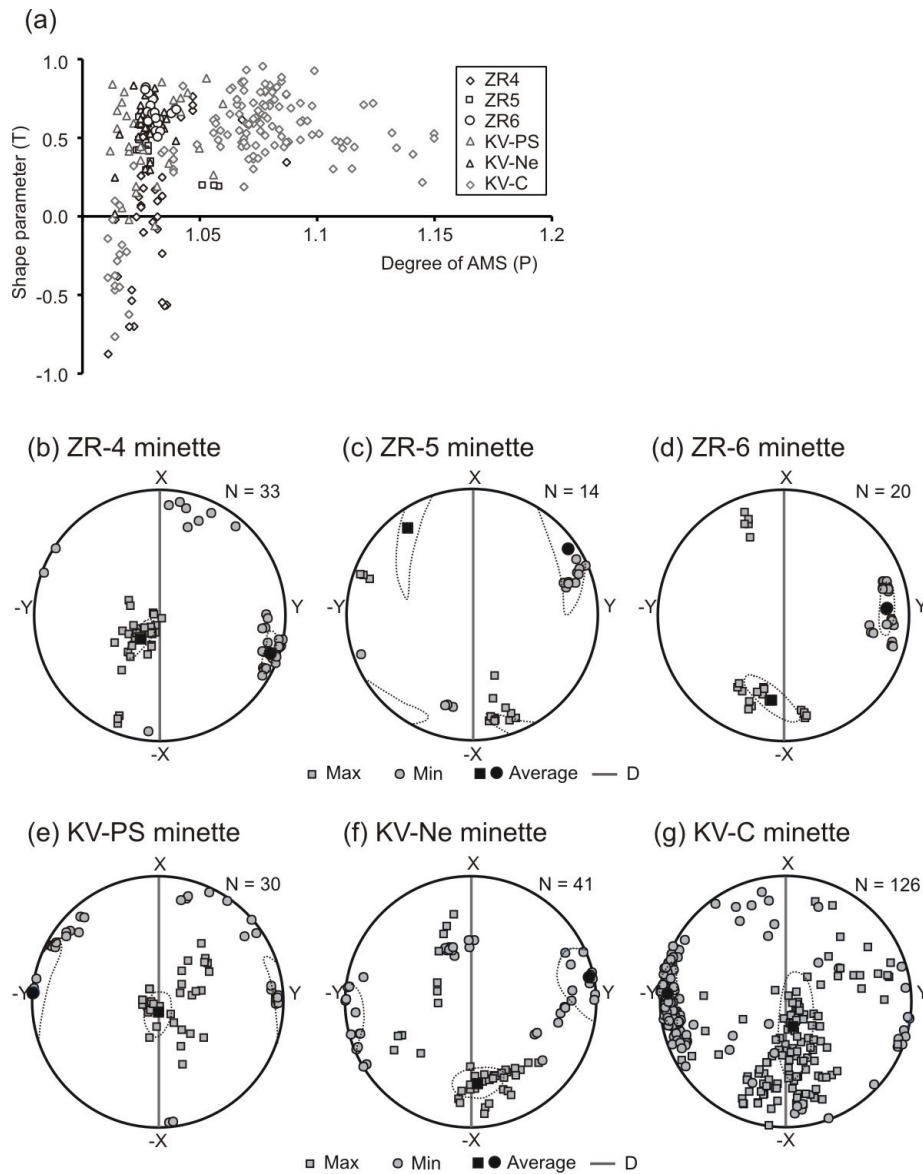 (a)
1.0
0.5
0.0
-0.5
-1.0
Shape parameter (T)
1.05
1.1
1.15
1.2
Degree of AMS (P)
ZR4
ZR5
ZR6
KV-PS
KV-Ne
KV-C
(b) ZR-4 minette
X
N = 33
-Y
Y
-X
(c) ZR-5 minette
X
N = 14
-Y
Y
-X
(d) ZR-6 minette
X
N = 20
-Y
Y
-X
Max Min Average D
(e) KV-PS minette
X
N = 30
-Y
Y
-X
(f) KV-Ne minette
X
N = 41
-Y
Y
-X
(g) KV-C minette
X
N = 126
-Y
Y
-X
Max Min Average D